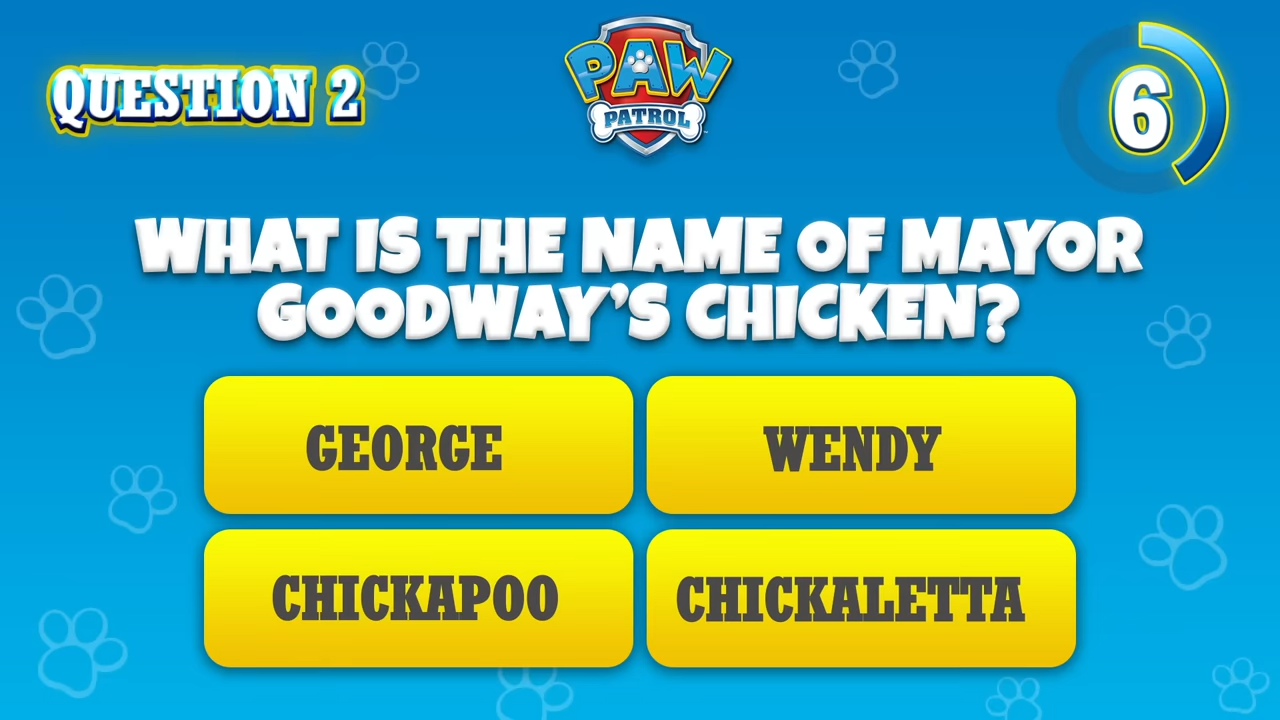 QUESTION 2
PAW
PATROL
6
WHAT IS THE NAME OF MAYOR
GOODWAY'S CHICKEN?
GEORGE
WENDY
CHICKAPOO
CHICKALETTA